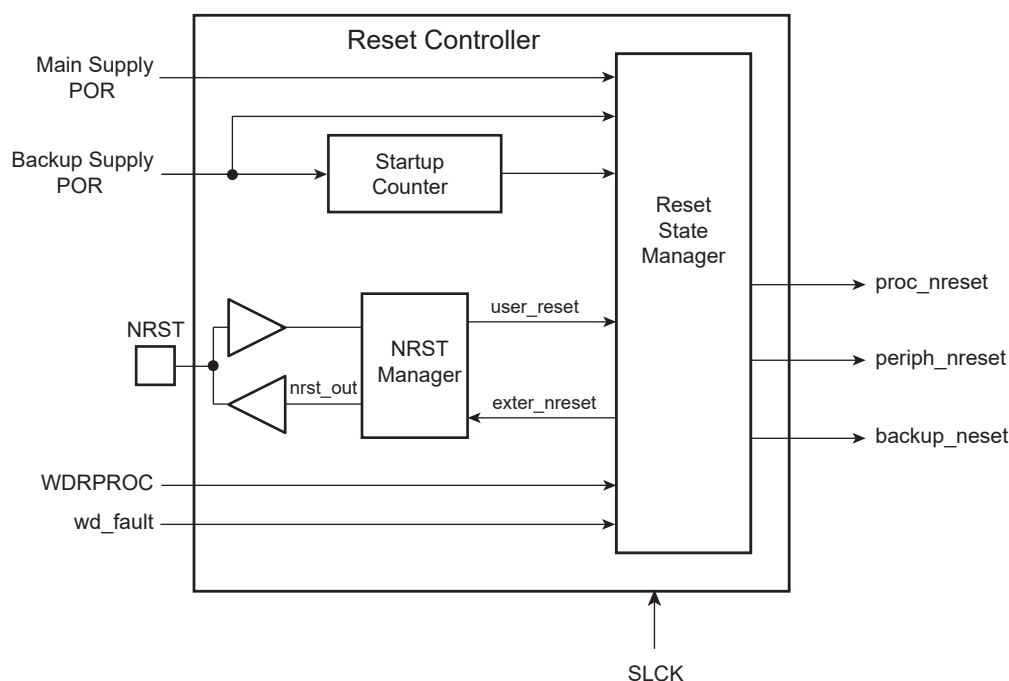 Reset Controller
Main Supply
POR
Backup Supply
POR
Startup
Counter
Reset
State
Manager
proc_nreset
user_reset
NRST
NRST
Manager
periph_nreset
nrst_out
exter_nreset
backup_neset
WDRPROC
wd_fault
SLCK